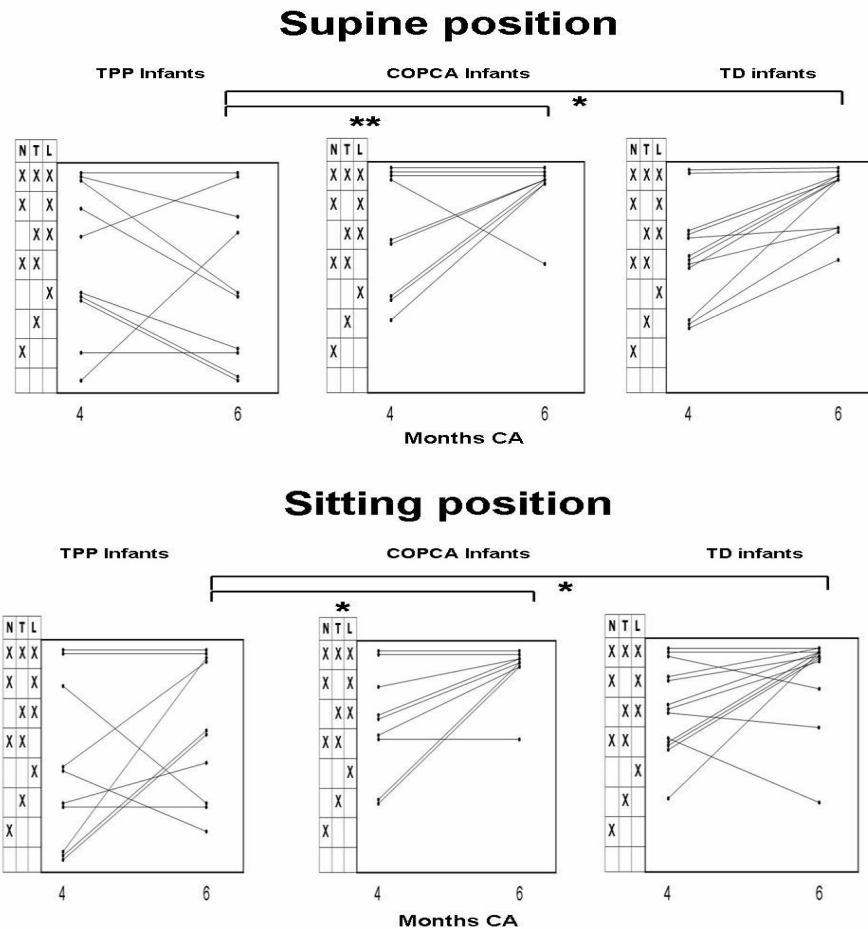 Supine position
TPP Infants COPCA Infants TD infants
*
**
N T L N T L N T L
X X X X X X X X X
X X X X X X
X X X X X X
X X X X X X
X X X
X X X
X X X
4 6 4 6 4 6
Months CA
Sitting position
TPP Infants COPCA Infants TD infants
*
*
N T L N T L N T L
X X X X X X X X X
X X X X X X
X X X X X X
X X X X X X
X X X
X X X
X X X
4 6 4 6 4 6
Months CA